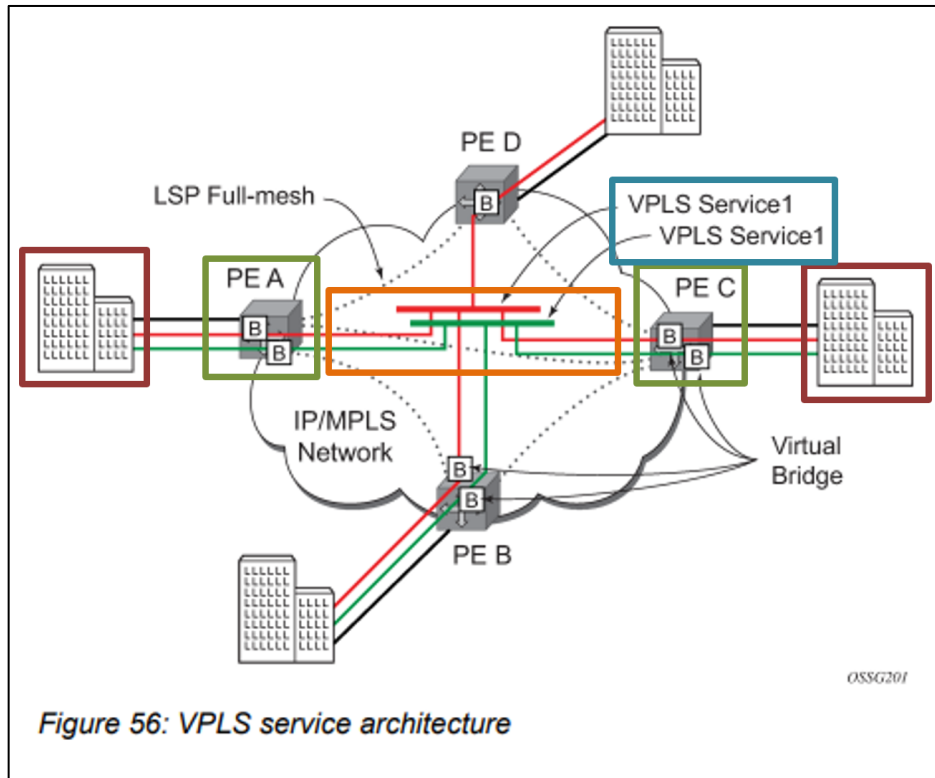 PE D
LSP Full-mesh
VPLS Service1
VPLS Service1
PE A
PE C
B
B
B
B
B
IP/MPLS
Network
Virtual
Bridge
B
B
PE B
OSSG201
Figure 56: VPLS service architecture